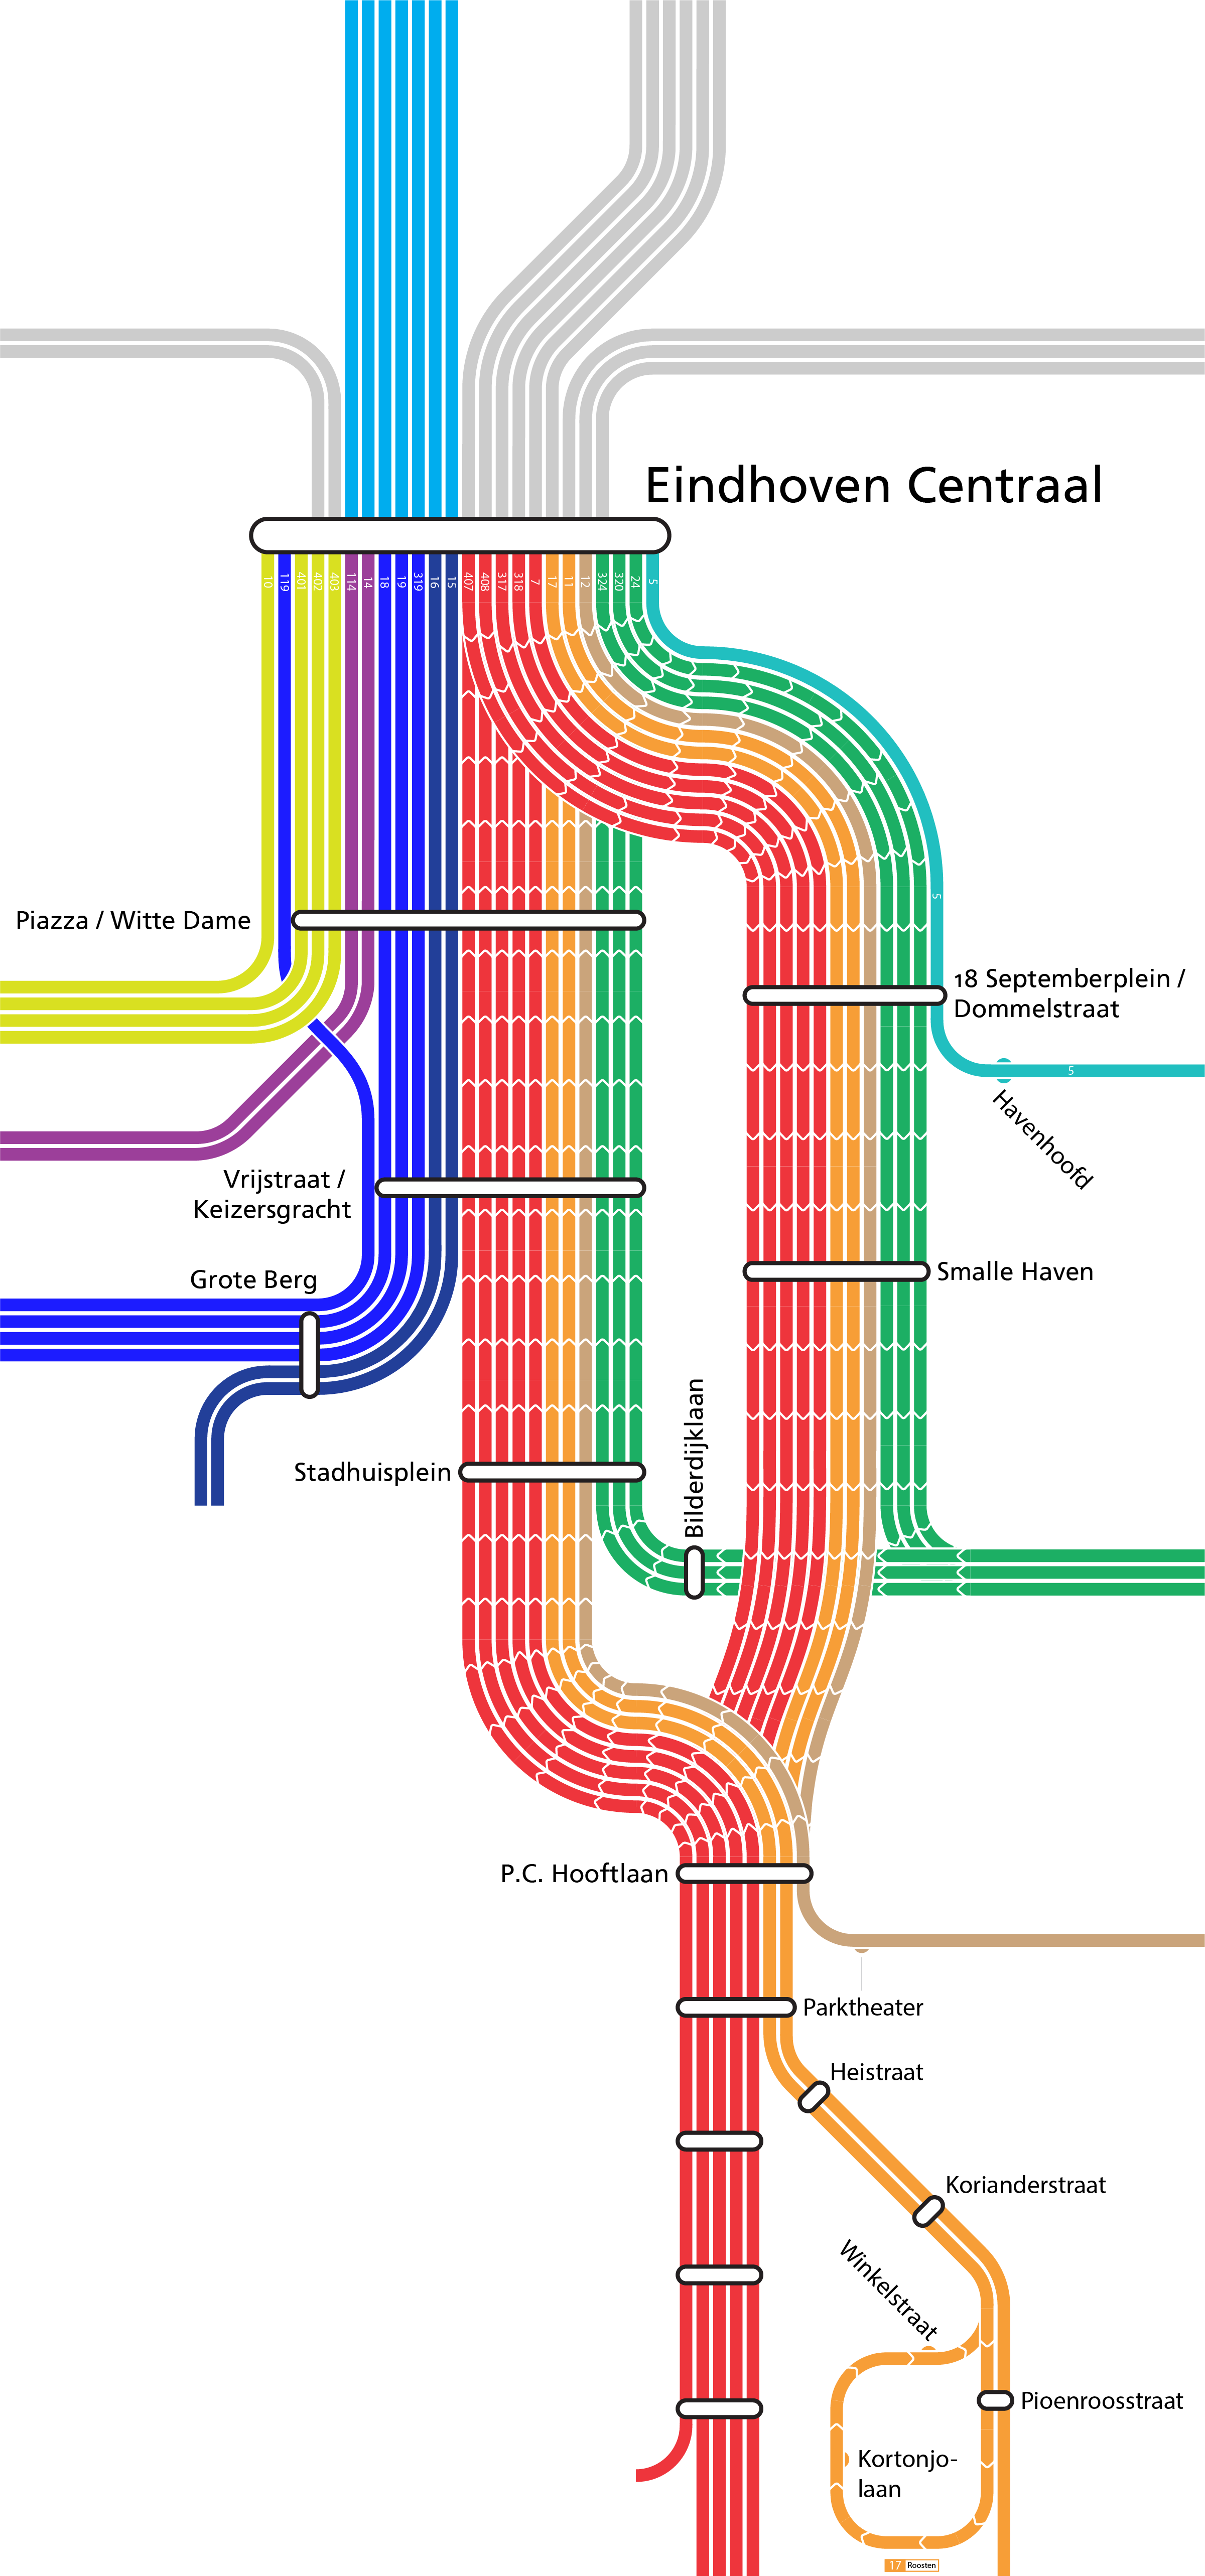 Eindhoven Centraal
10
119
401
402
403
114
14
18
19
319
16
15
407
408
317
318
7
17
11
12
324
320
24
5
5
Piazza / Witte Dame
18 Septemberplein /
Dommelstraat
5
Havenhoofd
Vrijstraat /
Keizersgracht
Grote Berg
Smalle Haven
Bilderdijklaan
Stadhuisplein
P.C. Hooftlaan
Parktheater
Heistraat
Korianderstraat
Winkelstraat
Pioenroosstraat
Kortonjo-
laan
17 Roosten